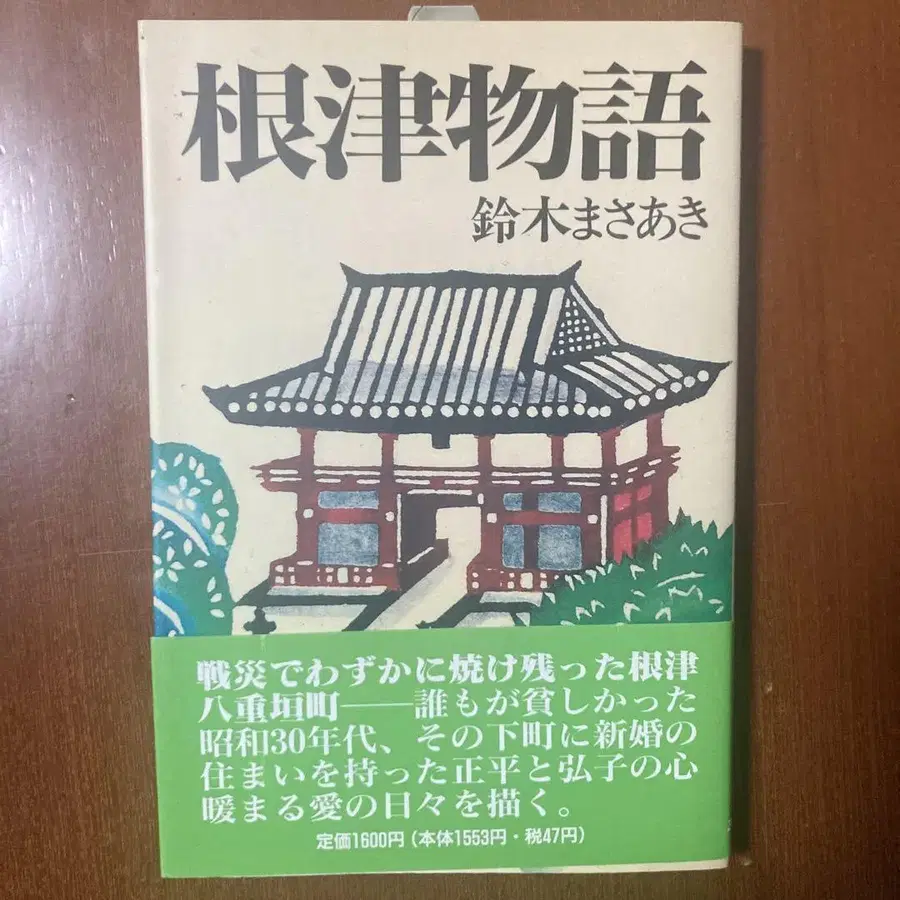 根津物語
鈴木まさあき
戦災でわずかに焼け残った根津
八重垣町――誰もが貧しかった
昭和30年代、その下町に新婚の
住まいを持った正平と弘子の心
暖まる愛の日々を描く。
定価1600円（本体1553円・税47円）